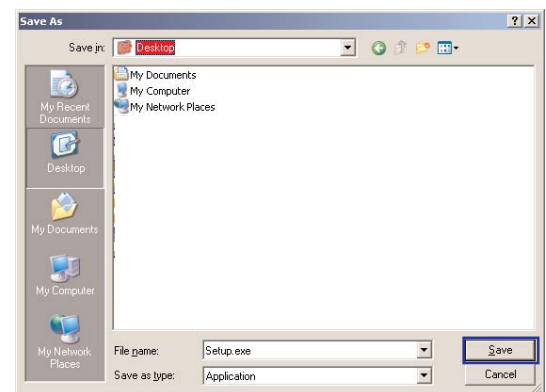 Save As
Save in:
Desktop
My Documents
My Computer
My Network Places
My Recent
Documents
Desktop
My Documents
My Computer
My Network
Places
File name:
Setup.exe
Save
Save as type:
Application
Cancel